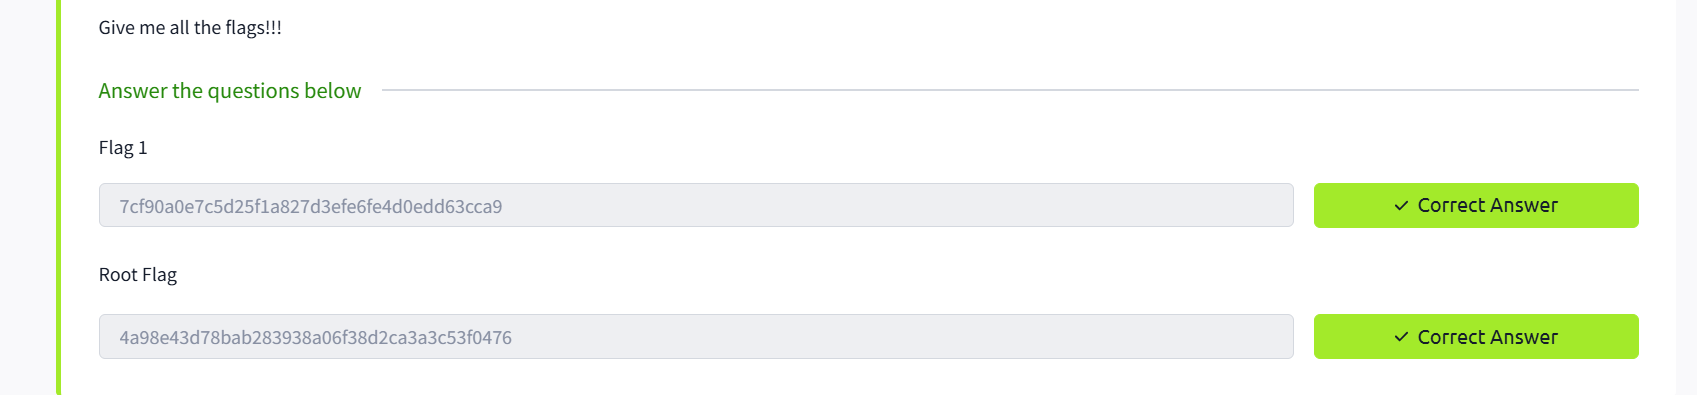 Give me all the flags!!!
Answer the questions below
Flag 1
7cf90a0e7c5d25f1a827d3efe6fe4d0edd63cca9
✓ Correct Answer
Root Flag
4a98e43d78bab283938a06f38d2ca3a3c53f0476
✓ Correct Answer